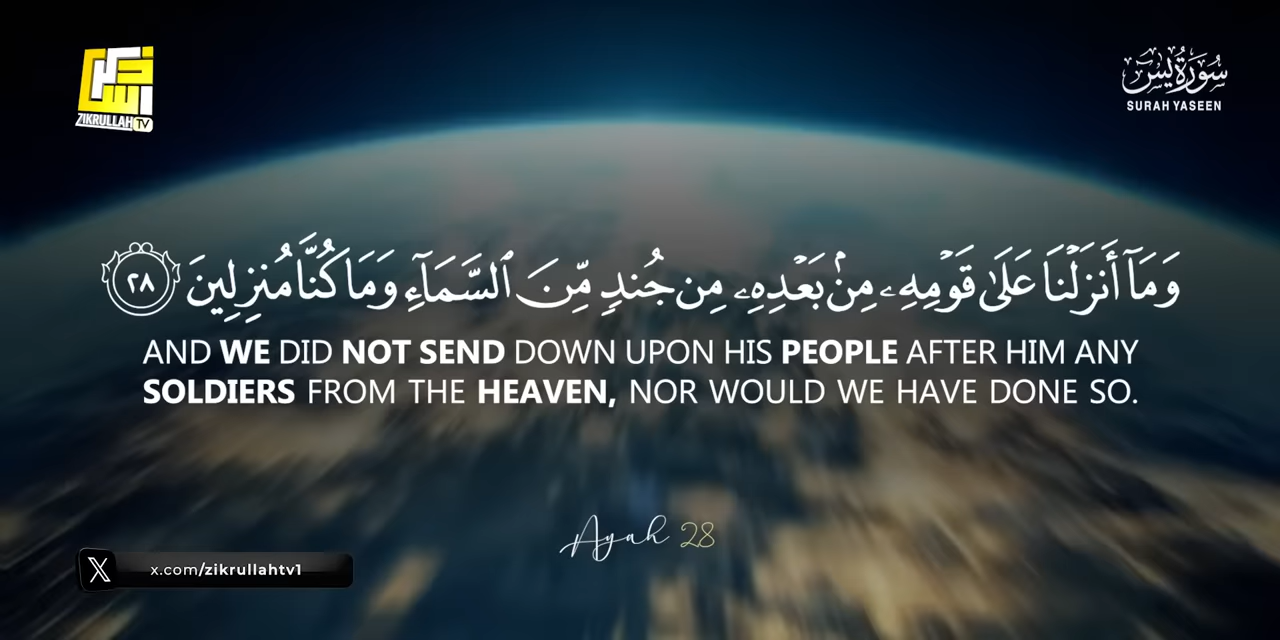 ذكر الله
ZIKRULLAH TV
سُورَةُ يسٓ
SURAH YASEEN
وَمَآ أَنزَلْنَا عَلَىٰ قَوْمِهِۦ مِنۢ بَعْدِهِۦ مِن جُندٍ مِّنَ ٱلسَّمَآءِ وَمَا كُنَّا مُنزِلِينَ ٢٨
AND WE DID NOT SEND DOWN UPON HIS PEOPLE AFTER HIM ANY
SOLDIERS FROM THE HEAVEN, NOR WOULD WE HAVE DONE SO.
Ayah 28
X x.com/zikrullahtv1